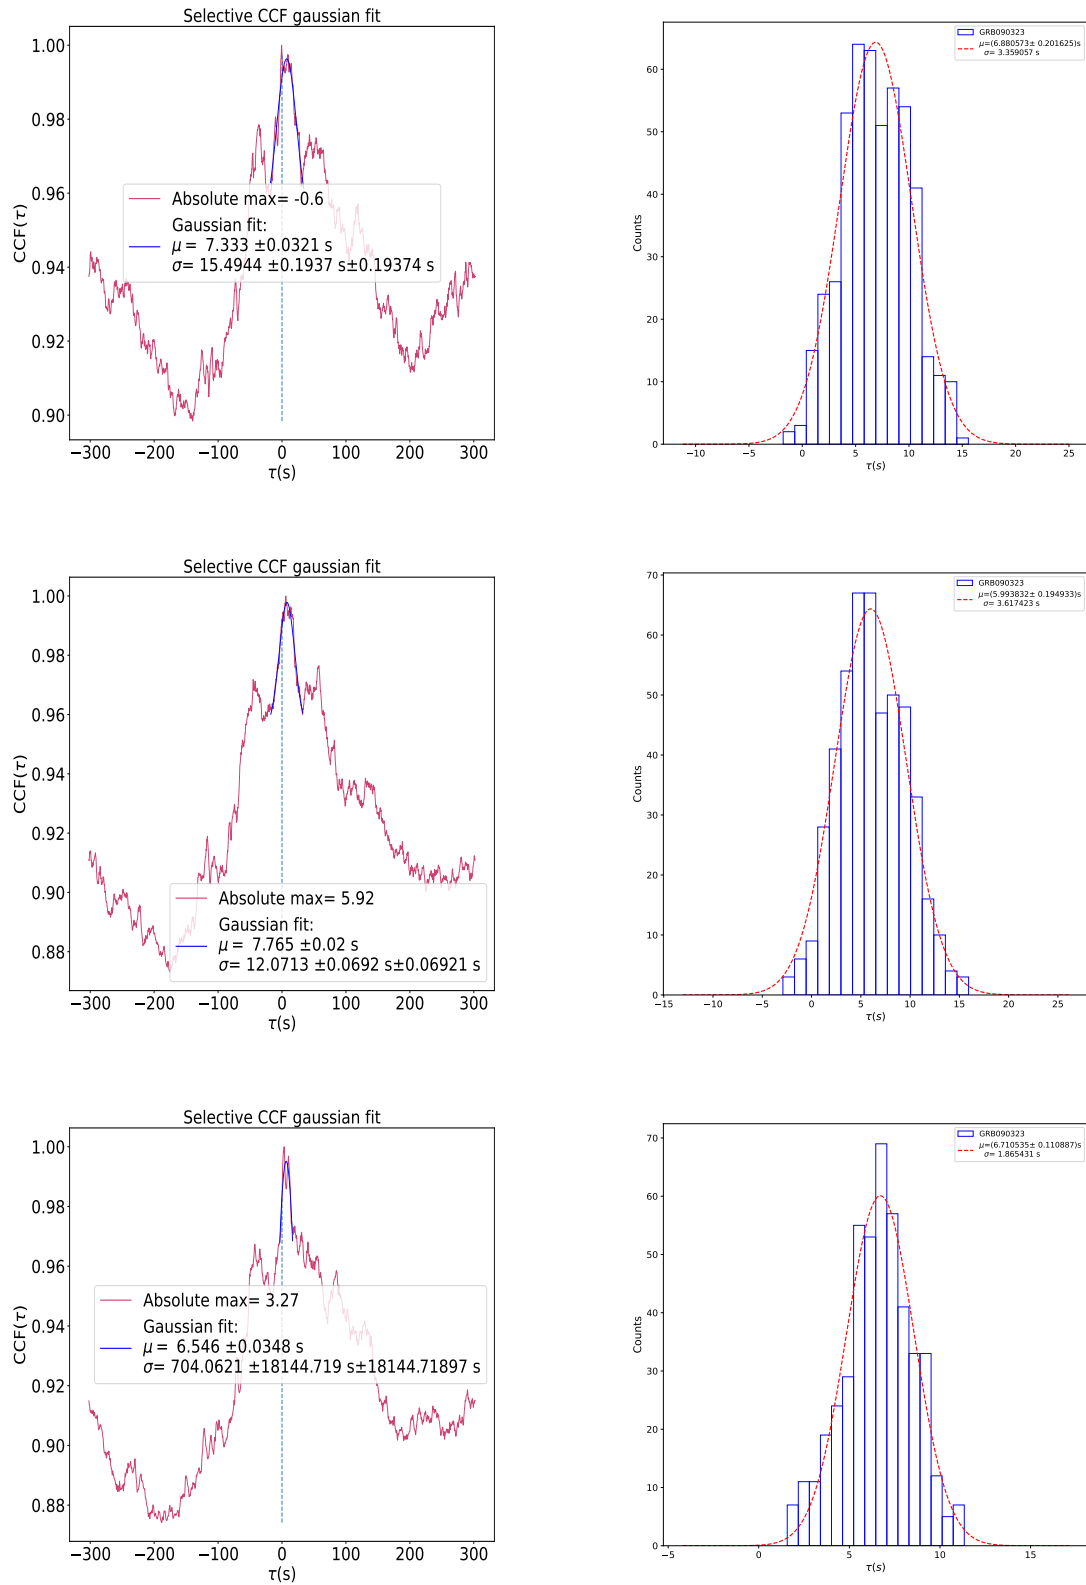 Selective CCF gaussian fit
1.00
0.98
0.96
0.94
0.92
0.90
CCF(τ)
Absolute max= -0.6
Gaussian fit:
μ = 7.333 ±0.0321 s
σ= 15.4944 ±0.1937 s±0.19374 s
−300 −200 −100 0 100 200 300
τ(s)
GRB090323
μ=(6.880573± 0.201625)s
σ= 3.359057 s
60
50
40
30
20
10
0
Counts
−10 −5 0 5 10 15 20 25
τ(s)
Selective CCF gaussian fit
1.00
0.98
0.96
0.94
0.92
0.90
0.88
CCF(τ)
Absolute max= 5.92
Gaussian fit:
μ = 7.765 ±0.02 s
σ= 12.0713 ±0.0692 s±0.06921 s
−300 −200 −100 0 100 200 300
τ(s)
GRB090323
μ=(5.993832± 0.194933)s
σ= 3.617423 s
70
60
50
40
30
20
10
0
Counts
−15 −10 −5 0 5 10 15 20 25
τ(s)
Selective CCF gaussian fit
1.00
0.98
0.96
0.94
0.92
0.90
0.88
CCF(τ)
Absolute max= 3.27
Gaussian fit:
μ = 6.546 ±0.0348 s
σ= 704.0621 ±18144.719 s±18144.71897 s
−300 −200 −100 0 100 200 300
τ(s)
GRB090323
μ=(6.710535± 0.110887)s
σ= 1.865431 s
70
60
50
40
30
20
10
0
Counts
−5 0 5 10 15
τ(s)